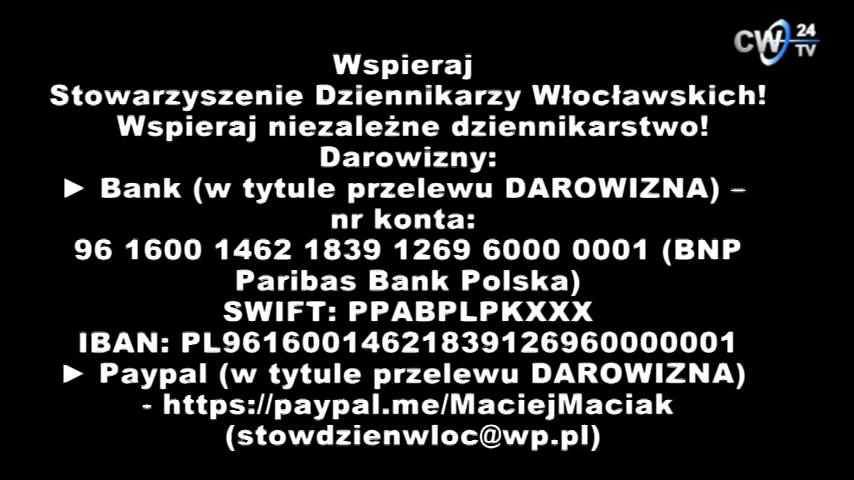 CW 24 TV
Wspieraj
Stowarzyszenie Dziennikarzy Włocławskich!
Wspieraj niezależne dziennikarstwo!
Darowizny:
► Bank (w tytule przelewu DAROWIZNA) –
nr konta:
96 1600 1462 1839 1269 6000 0001 (BNP
Paribas Bank Polska)
SWIFT: PPABPLPKXXX
IBAN: PL96160014621839126960000001
► Paypal (w tytule przelewu DAROWIZNA)
- https://paypal.me/MaciejMaciak
(stowdzienwloc@wp.pl)